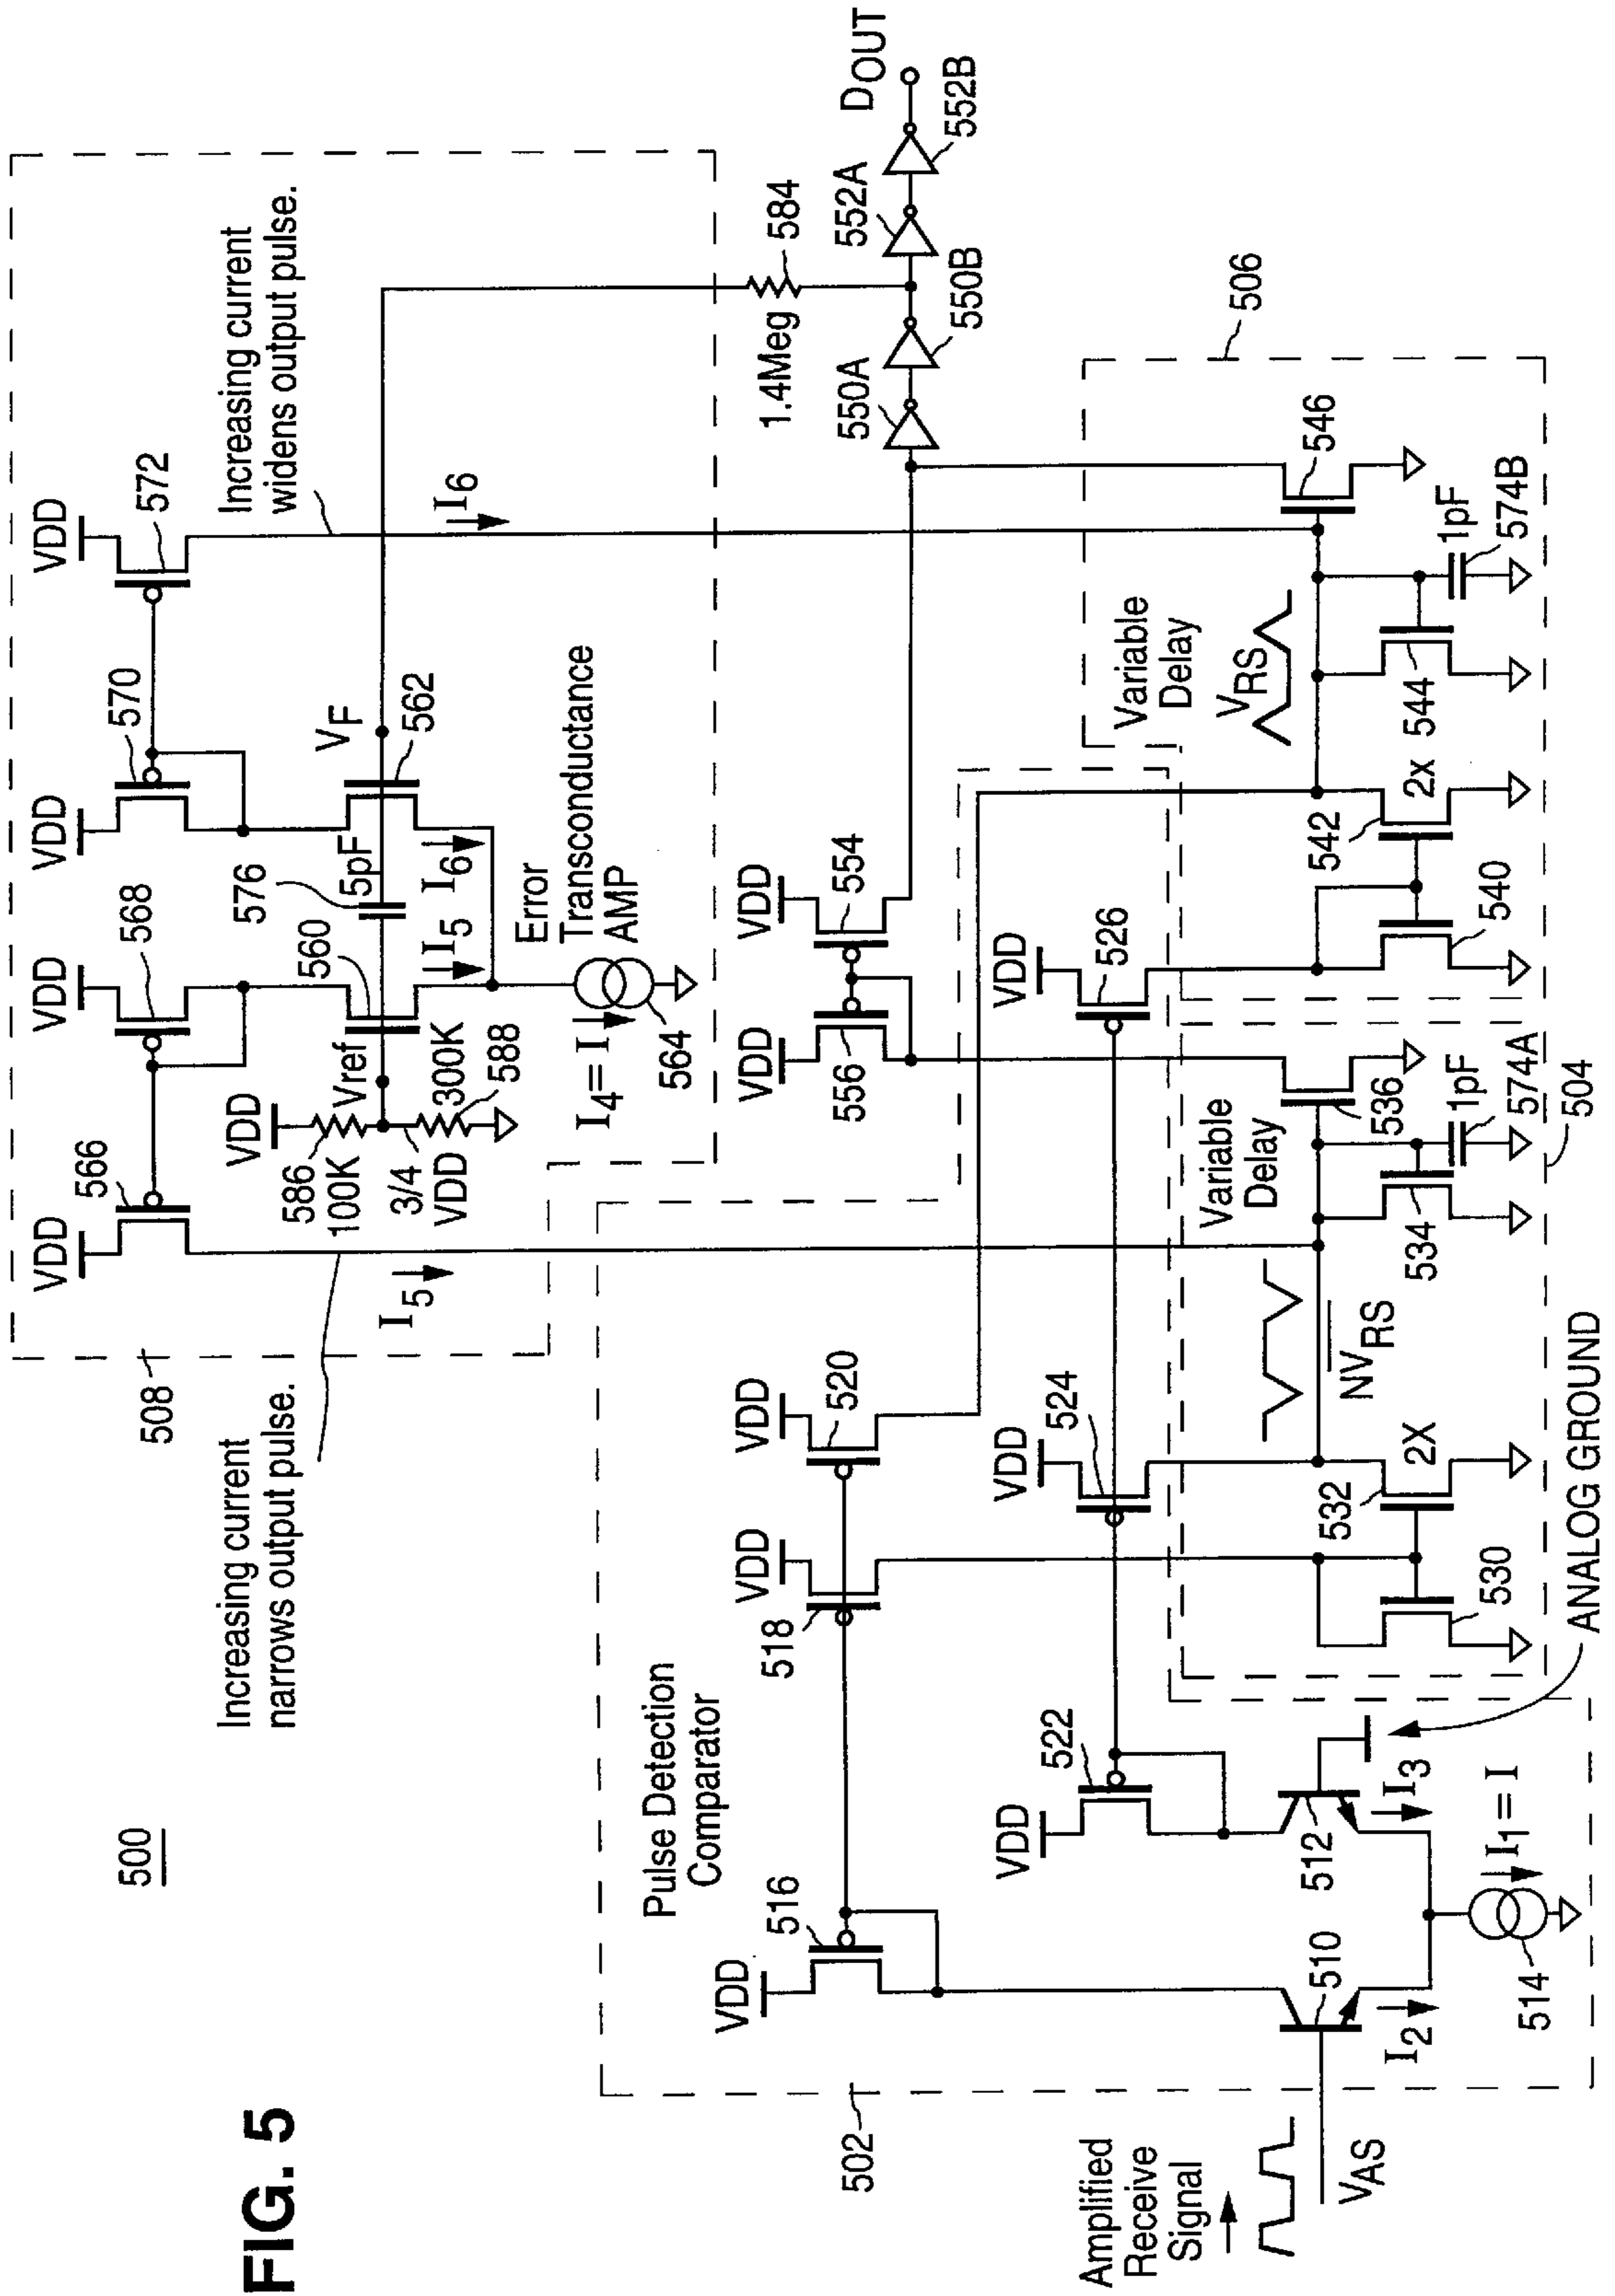 FIG. 5
500
508
VDD
566
VDD
568
VDD
570
VDD
572
Increasing current
widens output pulse.
Increasing current
narrows output pulse.
I5
VDD
586
100K
3/4
VDD
Vref
300K
588
560
576
5pF
I5
I6
VF
562
I6
I4= I
564
Error
Transconductance
AMP
1.4Meg
584
550A
550B
552A
552B
DOUT
502
Pulse Detection
Comparator
VDD
516
VDD
518
VDD
520
VDD
556
VDD
554
VDD
522
VDD
524
VDD
526
506
Amplified
Receive
Signal
VAS
510
I2
512
I3
I1= I
514
ANALOG GROUND
530
532
2X
NVRS
Variable
Delay
534
536
1pF
574A
504
540
542
2x
Variable
Delay
VRS
544
546
1pF
574B